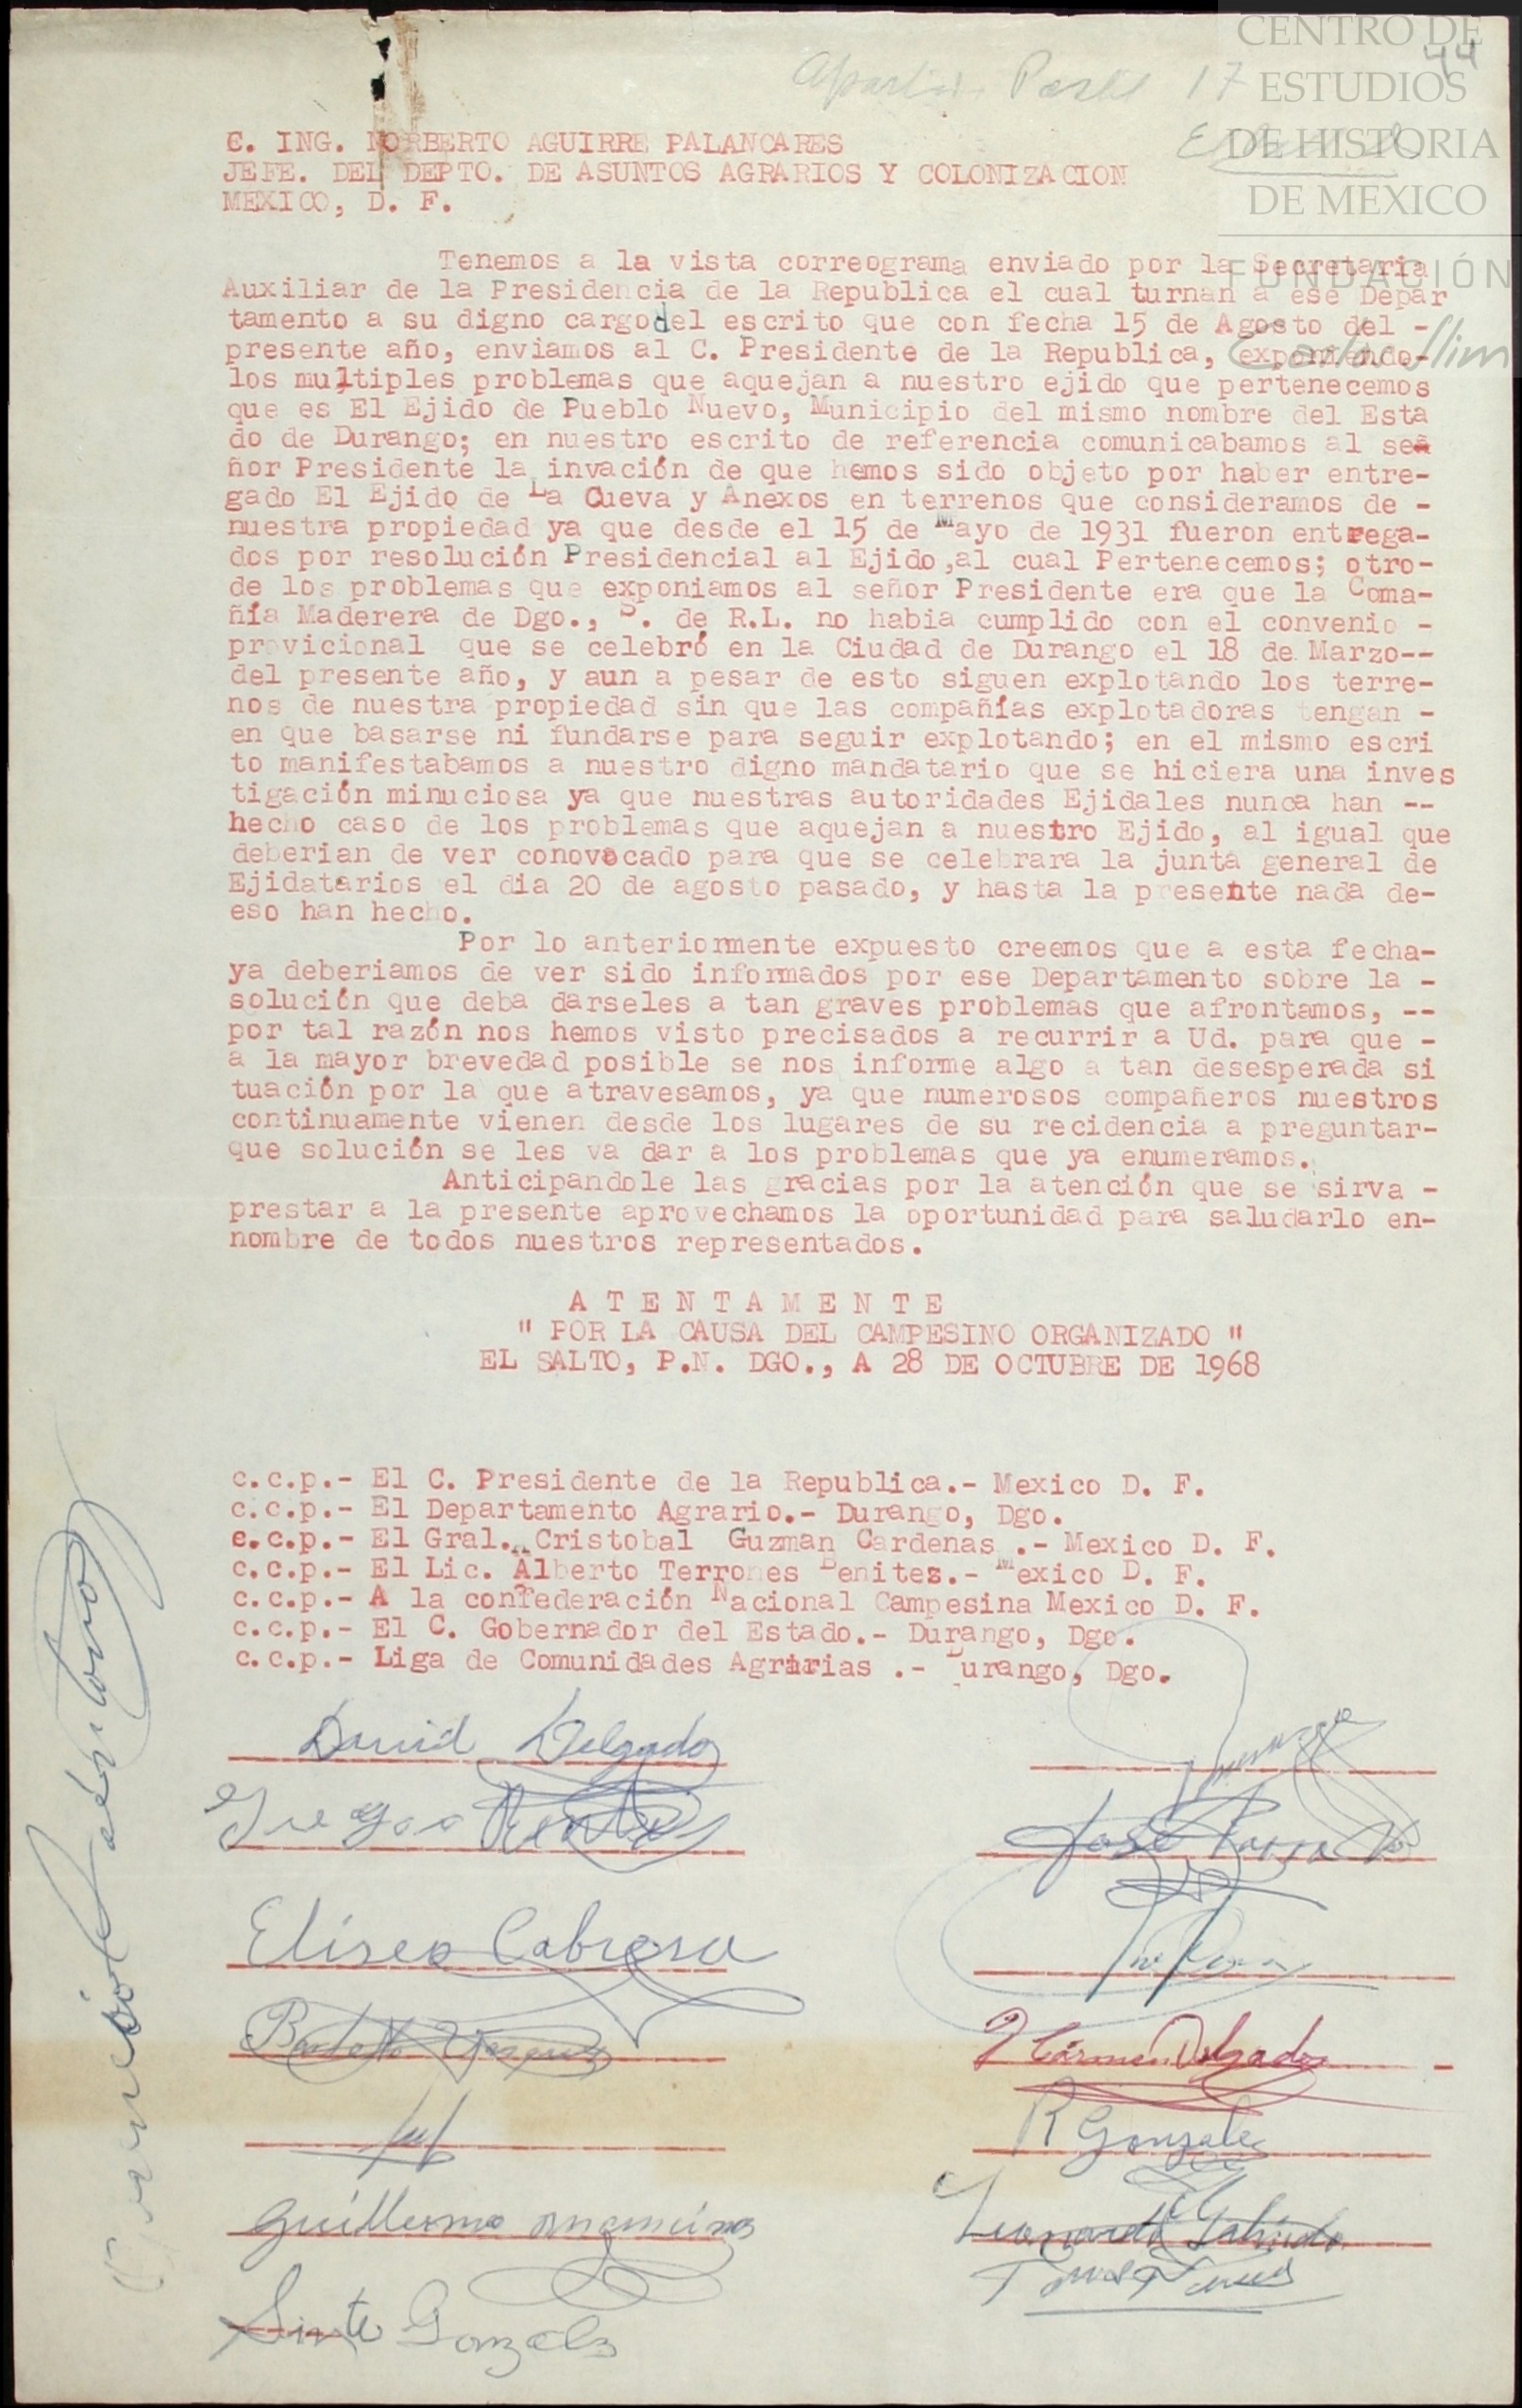 CENTRO DE
44
ESTUDIOS
17
DE HISTORIA
DE MEXICO
FUNDACIÓN
Carlos Slim
C. ING. NORBERTO AGUIRRE PALANCARES
JEFE. DEL DEPTO. DE ASUNTOS AGRARIOS Y COLONIZACION
MEXICO, D. F.
Tenemos a la vista correograma enviado por la Secretaria
Auxiliar de la Presidencia de la Republica el cual turnan a ese Depar
tamento a su digno cargodel escrito que con fecha 15 de Agosto del -
presente año, enviamos al C. Presidente de la Republica, exponiendo-
los multiples problemas que aquejan a nuestro ejido que pertenecemos
que es El Ejido de Pueblo Nuevo, Municipio del mismo nombre del Esta
do de Durango; en nuestro escrito de referencia comunicabamos al se
ñor Presidente la invación de que hemos sido objeto por haber entre-
gado El Ejido de La Cueva y Anexos en terrenos que consideramos de -
nuestra propiedad ya que desde el 15 de Mayo de 1931 fueron entrega-
dos por resolución Presidencial al Ejido,al cual Pertenecemos; otro-
de los problemas que exponiamos al señor Presidente era que la Coma-
ñía Maderera de Dgo., S. de R.L. no habia cumplido con el convenio -
provicional que se celebró en la Ciudad de Durango el 18 de Marzo--
del presente año, y aun a pesar de esto siguen explotando los terre-
nos de nuestra propiedad sin que las compañías explotadoras tengan -
en que basarse ni fundarse para seguir explotando; en el mismo escri
to manifestabamos a nuestro digno mandatario que se hiciera una inves
tigación minuciosa ya que nuestras autoridades Ejidales nunca han --
hecho caso de los problemas que aquejan a nuestro Ejido, al igual que
deberian de ver conovocado para que se celebrara la junta general de
Ejidatarios el dia 20 de agosto pasado, y hasta la presente nada de-
eso han hecho.
Por lo anteriormente expuesto creemos que a esta fecha-
ya deberiamos de ver sido informados por ese Departamento sobre la -
solución que deba darseles a tan graves problemas que afrontamos, --
por tal razón nos hemos visto precisados a recurrir a Ud. para que -
a la mayor brevedad posible se nos informe algo a tan desesperada si
tuación por la que atravesamos, ya que numerosos compañeros nuestros
continuamente vienen desde los lugares de su recidencia a preguntar-
que solución se les va dar a los problemas que ya enumeramos.
Anticipandole las gracias por la atención que se sirva -
prestar a la presente aprovechamos la oportunidad para saludarlo en-
nombre de todos nuestros representados.
A T E N T A M E N T E
" POR LA CAUSA DEL CAMPESINO ORGANIZADO "
EL SALTO, P.N. DGO., A 28 DE OCTUBRE DE 1968
c.c.p.- El C. Presidente de la Republica.- Mexico D. F.
c.c.p.- El Departamento Agrario.- Durango, Dgo.
c.c.p.- El Gral. Cristobal Guzman Cardenas .- Mexico D. F.
c.c.p.- El Lic. Alberto Terrones Benites.- Mexico D. F.
c.c.p.- A la confederación Nacional Campesina Mexico D. F.
c.c.p.- El C. Gobernador del Estado.- Durango, Dgo.
c.c.p.- Liga de Comunidades Agrarias .- Durango, Dgo.
David Delgado
José
Eliseo Cabrera
Carmen Delgado
R Gonzales
Guillermo
Leonardo Galindo
Gonzales